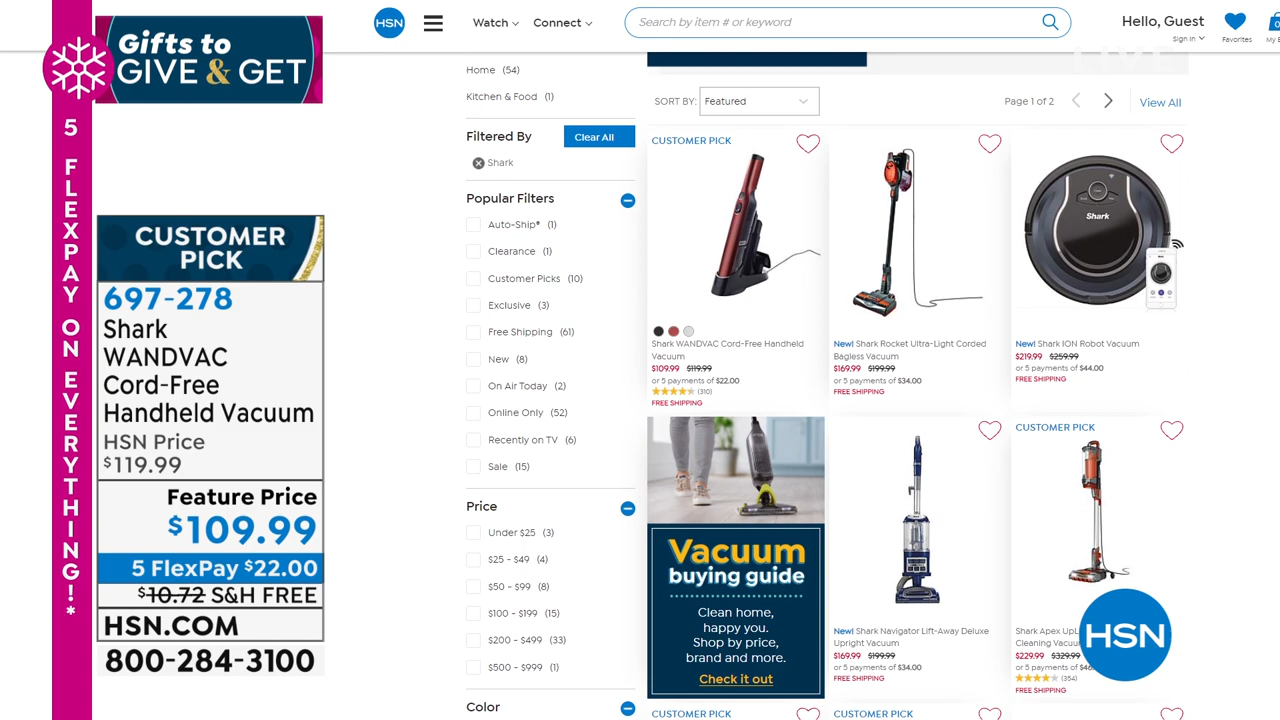 Gifts to
GIVE & GET
5 FLEXPAY ON EVERYTHING!*
CUSTOMER
PICK
697-278
Shark
WANDVAC
Cord-Free
Handheld Vacuum
HSN Price
$119.99
Feature Price
$109.99
5 FlexPay $22.00
$10.72 S&H FREE
HSN.COM
800-284-3100
HSN
Watch
Connect
Search by item # or keyword
Hello, Guest
Sign In
Favorites
0
LIVE
Home (54)
Kitchen & Food (1)
Filtered By
Clear All
Shark
Popular Filters
Auto-Ship® (1)
Clearance (1)
Customer Picks (10)
Exclusive (3)
Free Shipping (61)
New (8)
On Air Today (2)
Online Only (52)
Recently on TV (6)
Sale (15)
Price
Under $25 (3)
$25 - $49 (4)
$50 - $99 (8)
$100 - $199 (15)
$200 - $499 (33)
$500 - $999 (1)
Color
SORT BY: Featured
Page 1 of 2
View All
CUSTOMER PICK
Shark WANDVAC Cord-Free Handheld
Vacuum
$109.99 $119.99
or 5 payments of $22.00
(310)
FREE SHIPPING
New! Shark Rocket Ultra-Light Corded
Bagless Vacuum
$169.99 $199.99
or 5 payments of $34.00
FREE SHIPPING
Shark
New! Shark ION Robot Vacuum
$219.99 $259.99
or 5 payments of $44.00
FREE SHIPPING
Vacuum
buying guide
Clean home,
happy you.
Shop by price,
brand and more.
Check it out
New! Shark Navigator Lift-Away Deluxe
Upright Vacuum
$169.99 $199.99
or 5 payments of $34.00
FREE SHIPPING
CUSTOMER PICK
Shark Apex
Cleaning
$229.99 $329.99
or 5 payments of
(354)
FREE SHIPPING
HSN
CUSTOMER PICK
CUSTOMER PICK